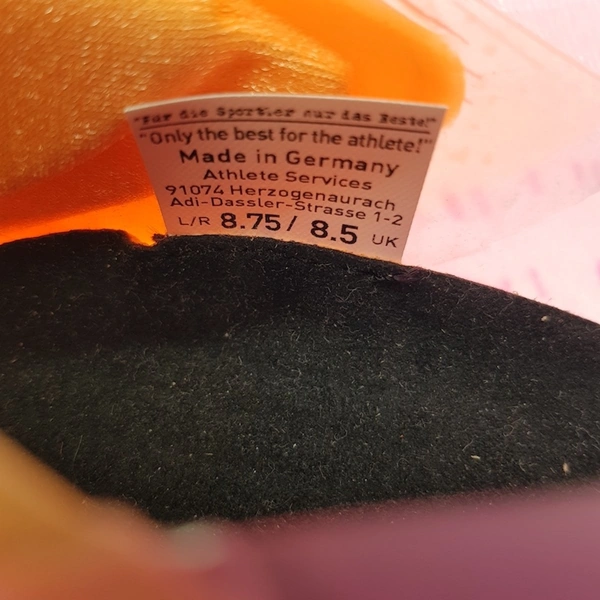 "Für die Sportler nur das Beste!"
"Only the best for the athlete!"
Made in Germany
Athlete Services
91074 Herzogenaurach
Adi-Dassler-Strasse 1-2
L/R 8.75/ 8.5 UK